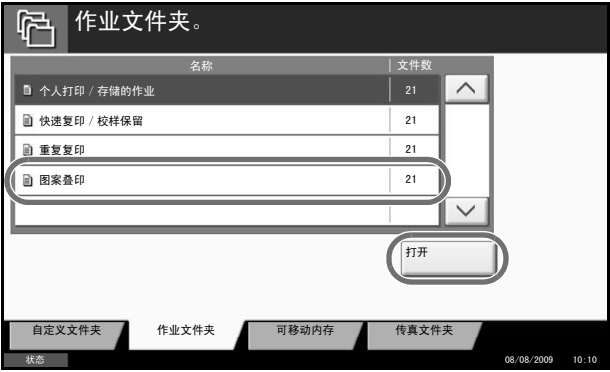 作业文件夹。
名称 文件数
个人打印 / 存储的作业 21
快速复印 / 校样保留 21
重复复印 21
图案叠印 21
打开
自定义文件夹 作业文件夹 可移动内存 传真文件夹
状态 08/08/2009 10:10